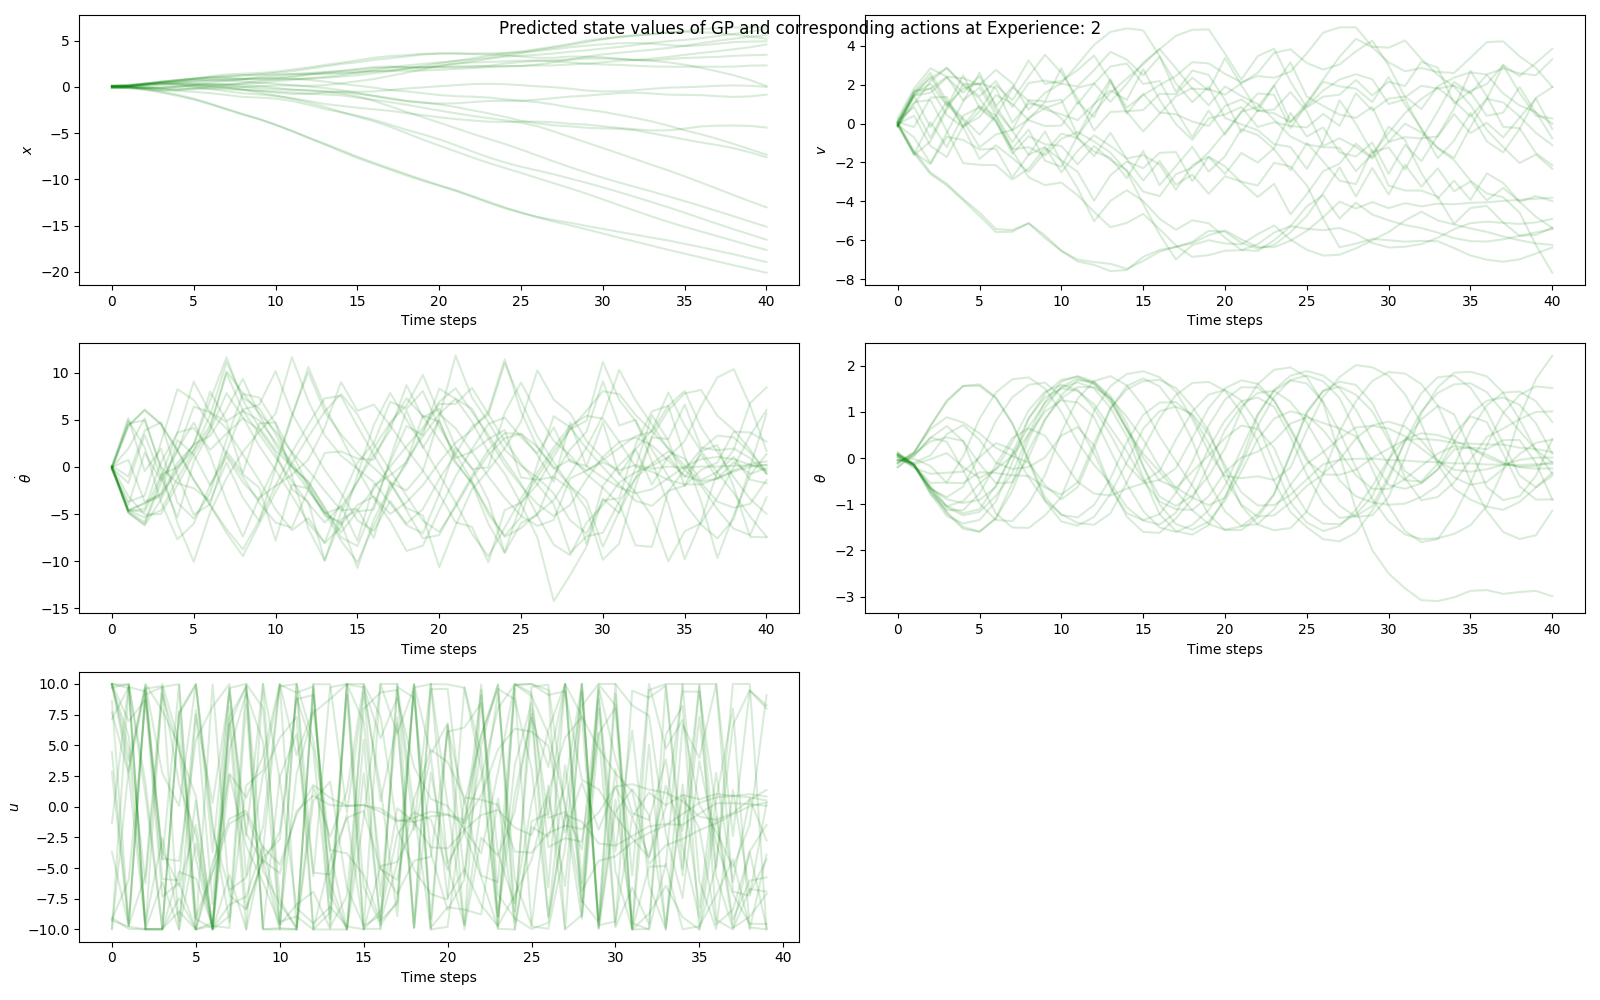 Predicted state values of GP and corresponding actions at Experience: 2
5
0
−5
−10
−15
−20
x
0 5 10 15 20 25 30 35 40
Time steps
4
2
0
−2
−4
−6
−8
v
0 5 10 15 20 25 30 35 40
Time steps
10
5
0
−5
−10
−15
θ̇
0 5 10 15 20 25 30 35 40
Time steps
2
1
0
−1
−2
−3
θ
0 5 10 15 20 25 30 35 40
Time steps
10.0
7.5
5.0
2.5
0.0
−2.5
−5.0
−7.5
−10.0
u
0 5 10 15 20 25 30 35 40
Time steps